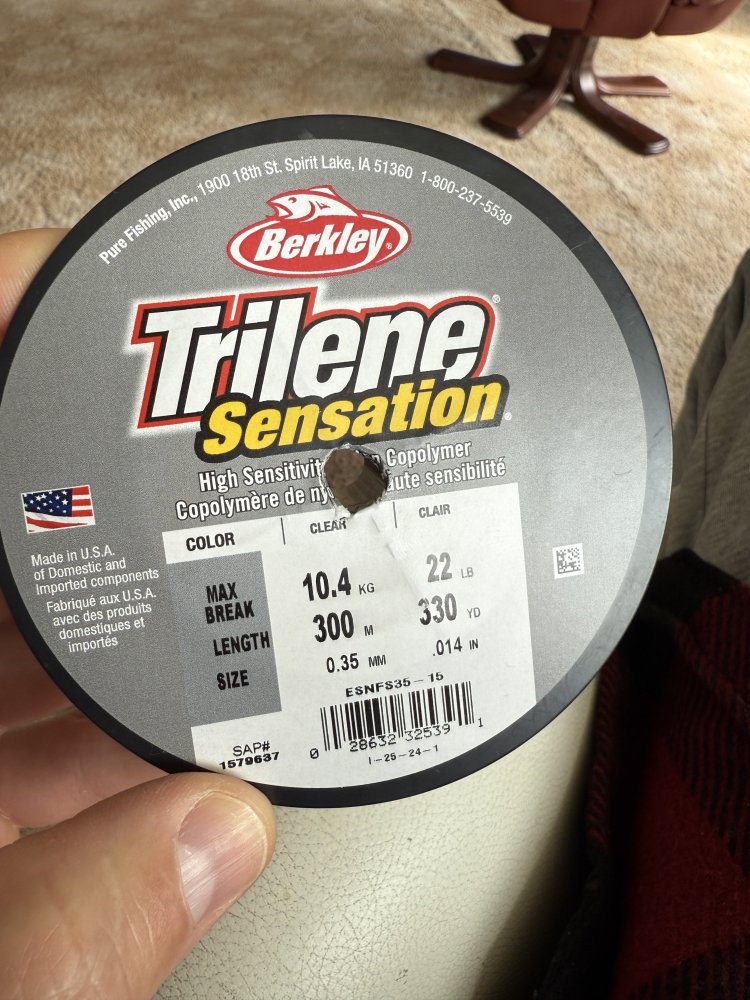 Pure Fishing, Inc., 1900 18th St. Spirit Lake, IA 51360 1-800-237-5539
Berkley®
Trilene®
Sensation®
High Copolymer
Copolymère de haute sensibilité
COLOR CLEAR CLAIR
MAX BREAK 10.4 KG 22 LB
LENGTH 300 M 330 YD
SIZE 0.35 MM .014 IN
Made in U.S.A.
of Domestic and
Imported components
Fabriqué aux U.S.A.
avec des produits
domestiques et
importés
ESNFS35-15
0 28632 32539 1
1-25-24-1
SAP#
1579637